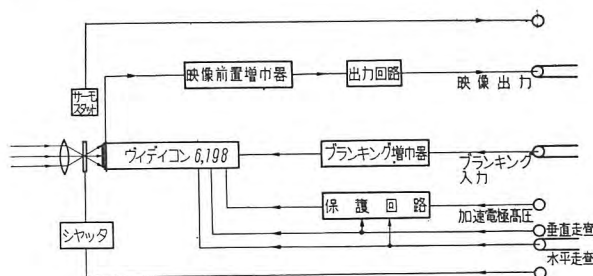 サーモ
スタット
映像前置増巾器
出力回路
映像出力
ヴィデイコン 6,198
ブランキング増巾器
ブランキング
入力
保護回路
加速電極高圧
シヤッタ
垂直走査
水平走査